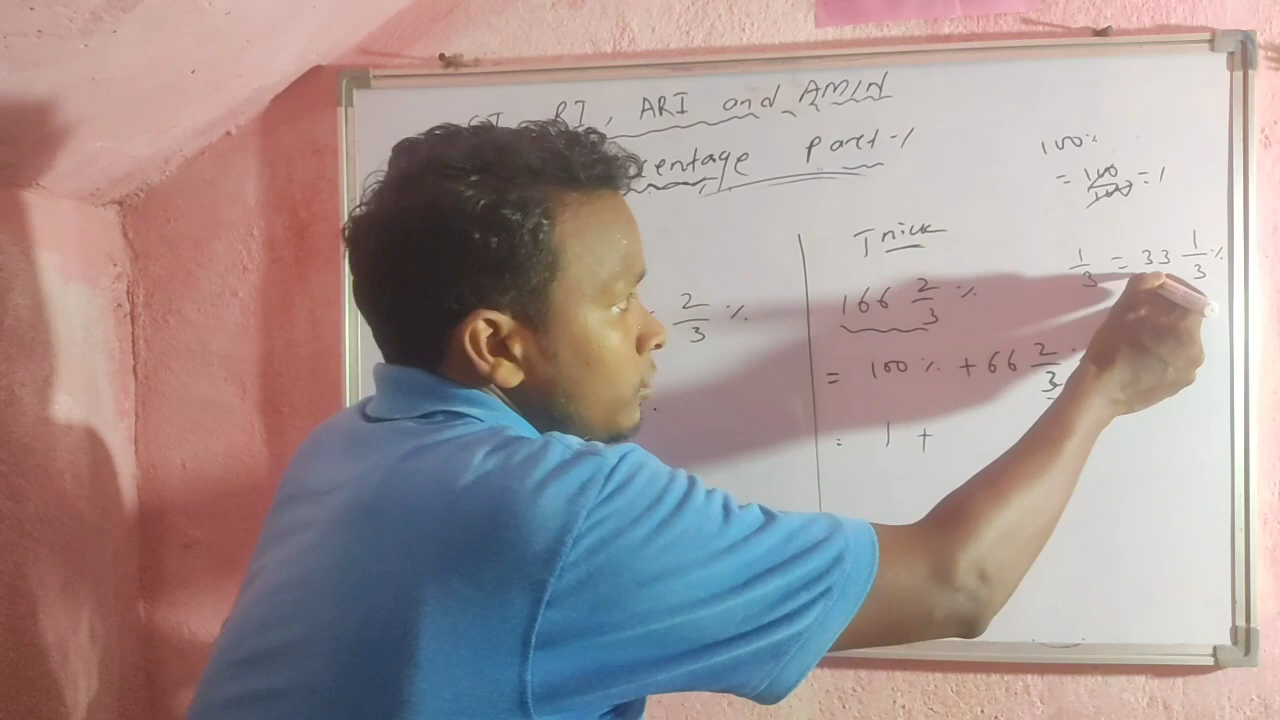 RI, ARI and AMIN
Part-1
100%
= 100/100 = 1
Trick
1/3 = 33 1/3 %
2/3 %
166 2/3 %
= 100% + 66 2/3
= 1 +